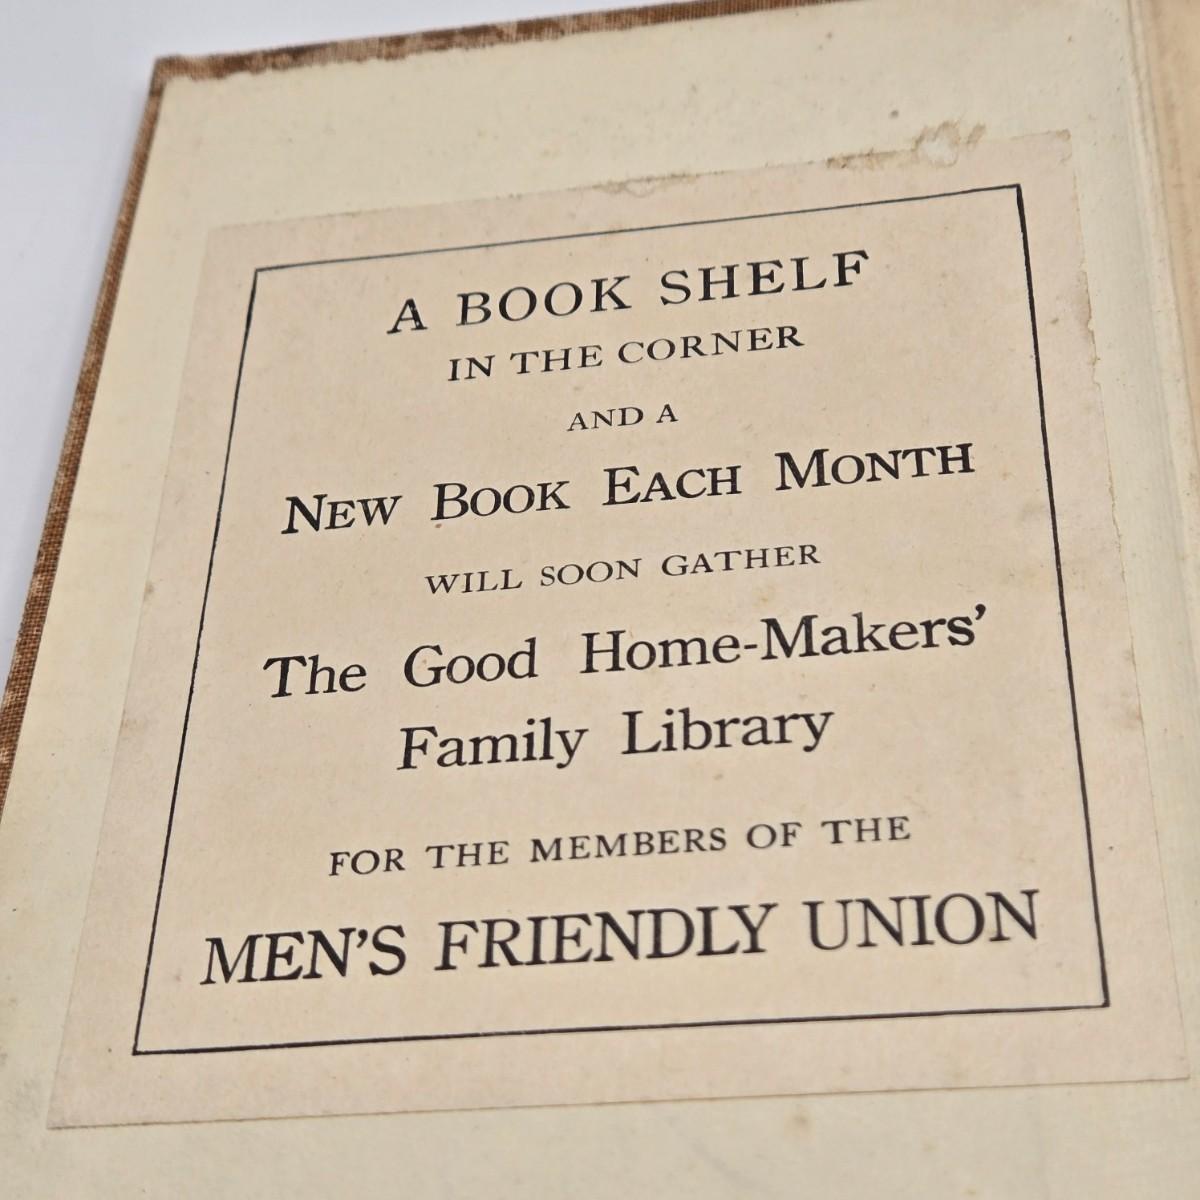 A BOOK SHELF
IN THE CORNER
AND A
NEW BOOK EACH MONTH
WILL SOON GATHER
The Good Home-Makers'
Family Library
FOR THE MEMBERS OF THE
MEN'S FRIENDLY UNION